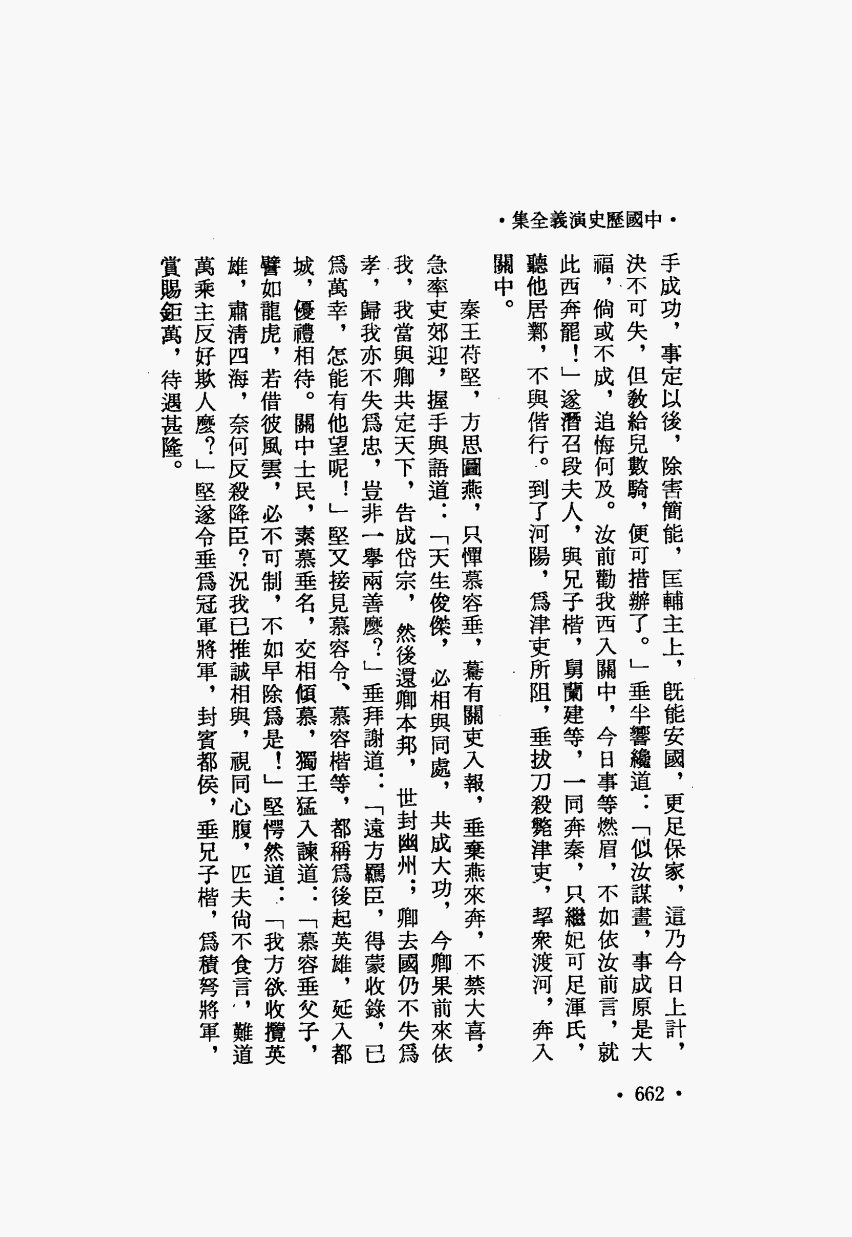 •中國歷史演義全集•
手成功，事定以後，除害簡能，匡輔主上，旣能安國，更足保家，這乃今日上計，
決不可失，但敎給兒數騎，便可措辦了。」垂半響纔道：「似汝謀畫，事成原是大
福，倘或不成，追悔何及。汝前勸我西入關中，今日事等燃眉，不如依汝前言，就
此西奔罷！」遂潛召段夫人，與兄子楷，舅蘭建等，一同奔秦，只繼妃可足渾氏，
聽他居鄴，不與偕行。到了河陽，爲津吏所阻，垂拔刀殺斃津吏，挈衆渡河，奔入
關中。
秦王苻堅，方思圖燕，只憚慕容垂，驀有關吏入報，垂棄燕來奔，不禁大喜，
急率吏郊迎，握手與語道：「天生俊傑，必相與同處，共成大功，今卿果前來依
我，我當與卿共定天下，告成岱宗，然後還卿本邦，世封幽州；卿去國仍不失爲
孝，歸我亦不失爲忠，豈非一擧兩善麼？」垂拜謝道：「遠方羈臣，得蒙收錄，已
爲萬幸，怎能有他望呢！」堅又接見慕容令、慕容楷等，都稱爲後起英雄，延入都
城，優禮相待。關中士民，素慕垂名，交相傾慕，獨王猛入諫道：「慕容垂父子，
譬如龍虎，若借彼風雲，必不可制，不如早除爲是！」堅愕然道：「我方欲收攬英
雄，肅淸四海，奈何反殺降臣？況我已推誠相與，視同心腹，匹夫尙不食言，難道
萬乘主反好欺人麼？」堅遂令垂爲冠軍將軍，封賓都侯，垂兄子楷，爲積弩將軍，
賞賜鉅萬，待遇甚隆。
•662•